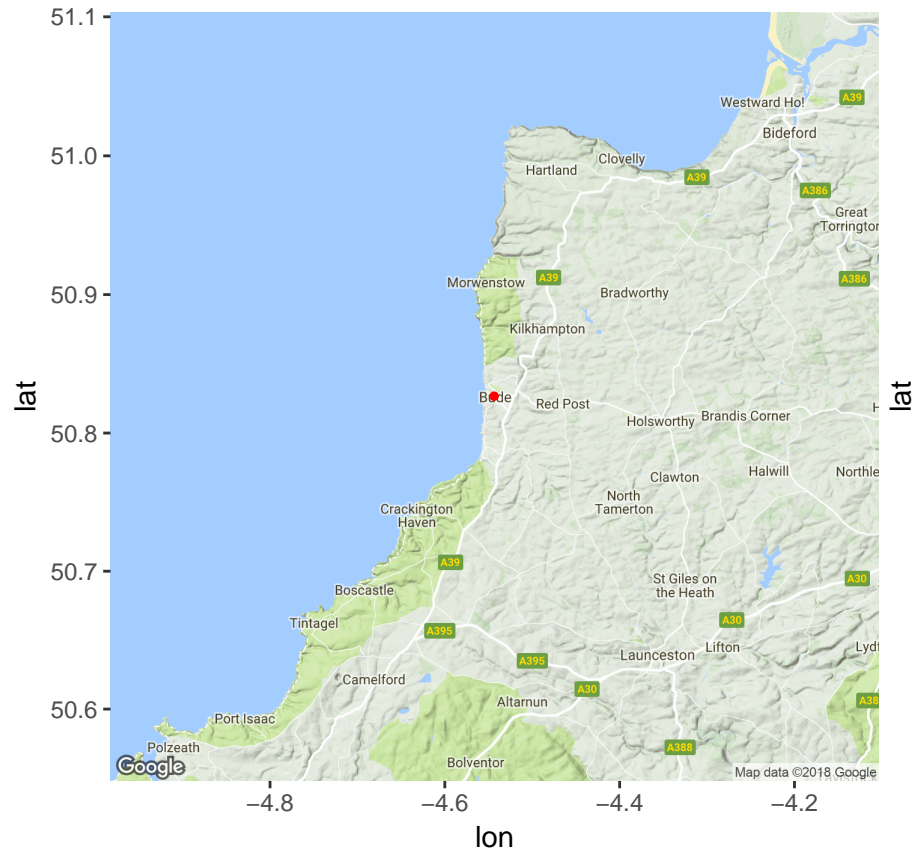 51.1
Westward Ho!
A39
Bideford
51.0
Clovelly
Hartland
A39
A386
Great
Torrington
50.9
Morwenstow
A39
A386
Bradworthy
Kilkhampton
lat
Bude
lat
Red Post
Brandis Corner
H
Holsworthy
50.8
Clawton
Halwill
Northle
North
Tamerton
Crackington
Haven
50.7
A39
St Giles on
the Heath
A30
Boscastle
Tintagel
A30
A395
Launceston
Lifton
Lydf
A395
Camelford
A30
Altarnun
A38
50.6
Port Isaac
Polzeath
A388
Bolventor
Google
Map data ©2018 Google
−4.8
−4.6
−4.4
−4.2
lon